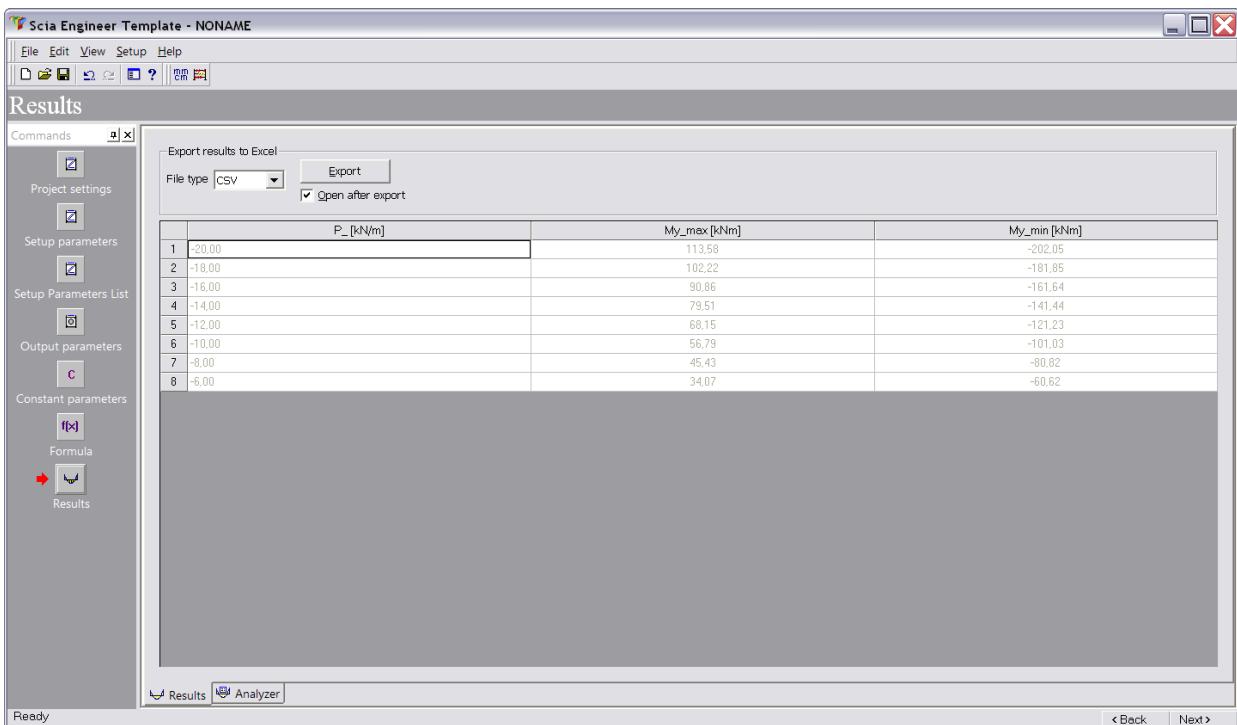 Scia Engineer Template - NONAME
File Edit View Setup Help
mm
cm
Results
Commands
Project settings
Setup parameters
Setup Parameters List
Output parameters
C
Constant parameters
f(x)
Formula
Results
Export results to Excel
File type CSV Export
Open after export
P_ [kN/m] My_max [kNm] My_min [kNm]
1 -20,00 113,58 -202,05
2 -18,00 102,22 -181,85
3 -16,00 90,86 -161,64
4 -14,00 79,51 -141,44
5 -12,00 68,15 -121,23
6 -10,00 56,79 -101,03
7 -8,00 45,43 -80,82
8 -6,00 34,07 -60,62
Results Analyzer
Ready < Back Next >